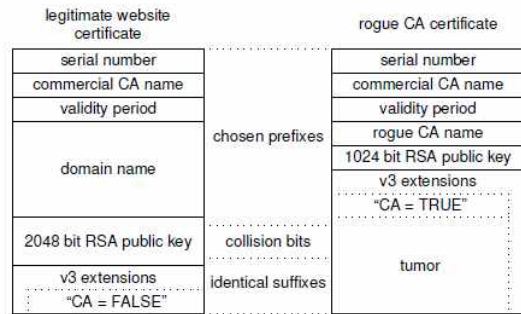 legitimate website
certificate
serial number
commercial CA name
validity period
domain name
2048 bit RSA public key
v3 extensions
“CA = FALSE”
chosen prefixes
collision bits
identical suffixes
rogue CA certificate
serial number
commercial CA name
validity period
rogue CA name
1024 bit RSA public key
v3 extensions
“CA = TRUE”
tumor